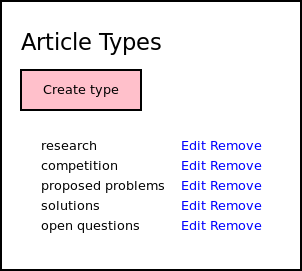 Article Types
Create type
research Edit Remove
competition Edit Remove
proposed problems Edit Remove
solutions Edit Remove
open questions Edit Remove